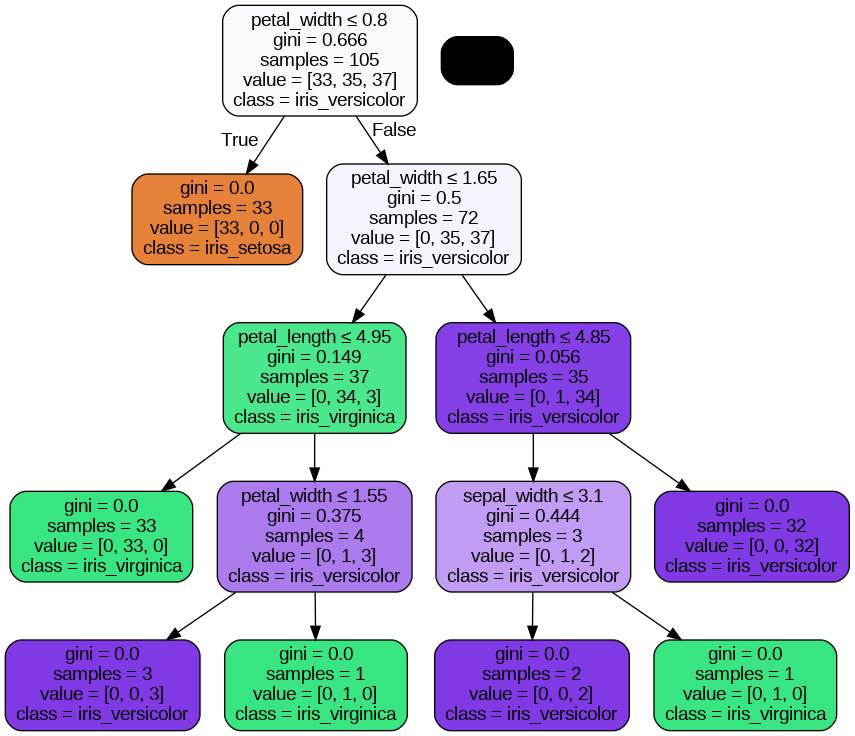 petal_width ≤ 0.8
gini = 0.666
samples = 105
value = [33, 35, 37]
class = iris_versicolor
True
False
gini = 0.0
samples = 33
value = [33, 0, 0]
class = iris_setosa
petal_width ≤ 1.65
gini = 0.5
samples = 72
value = [0, 35, 37]
class = iris_versicolor
petal_length ≤ 4.95
gini = 0.149
samples = 37
value = [0, 34, 3]
class = iris_virginica
petal_length ≤ 4.85
gini = 0.056
samples = 35
value = [0, 1, 34]
class = iris_versicolor
gini = 0.0
samples = 33
value = [0, 33, 0]
class = iris_virginica
petal_width ≤ 1.55
gini = 0.375
samples = 4
value = [0, 1, 3]
class = iris_versicolor
sepal_width ≤ 3.1
gini = 0.444
samples = 3
value = [0, 1, 2]
class = iris_versicolor
gini = 0.0
samples = 32
value = [0, 0, 32]
class = iris_versicolor
gini = 0.0
samples = 3
value = [0, 0, 3]
class = iris_versicolor
gini = 0.0
samples = 1
value = [0, 1, 0]
class = iris_virginica
gini = 0.0
samples = 2
value = [0, 0, 2]
class = iris_versicolor
gini = 0.0
samples = 1
value = [0, 1, 0]
class = iris_virginica